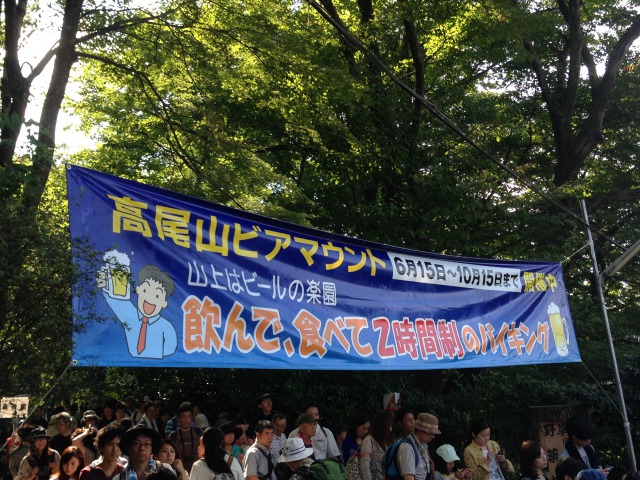 高尾山ビアマウント 6月15日～10月15日まで 開催中
山上はビールの楽園
飲んで、食べて2時間制のバイキング
野草